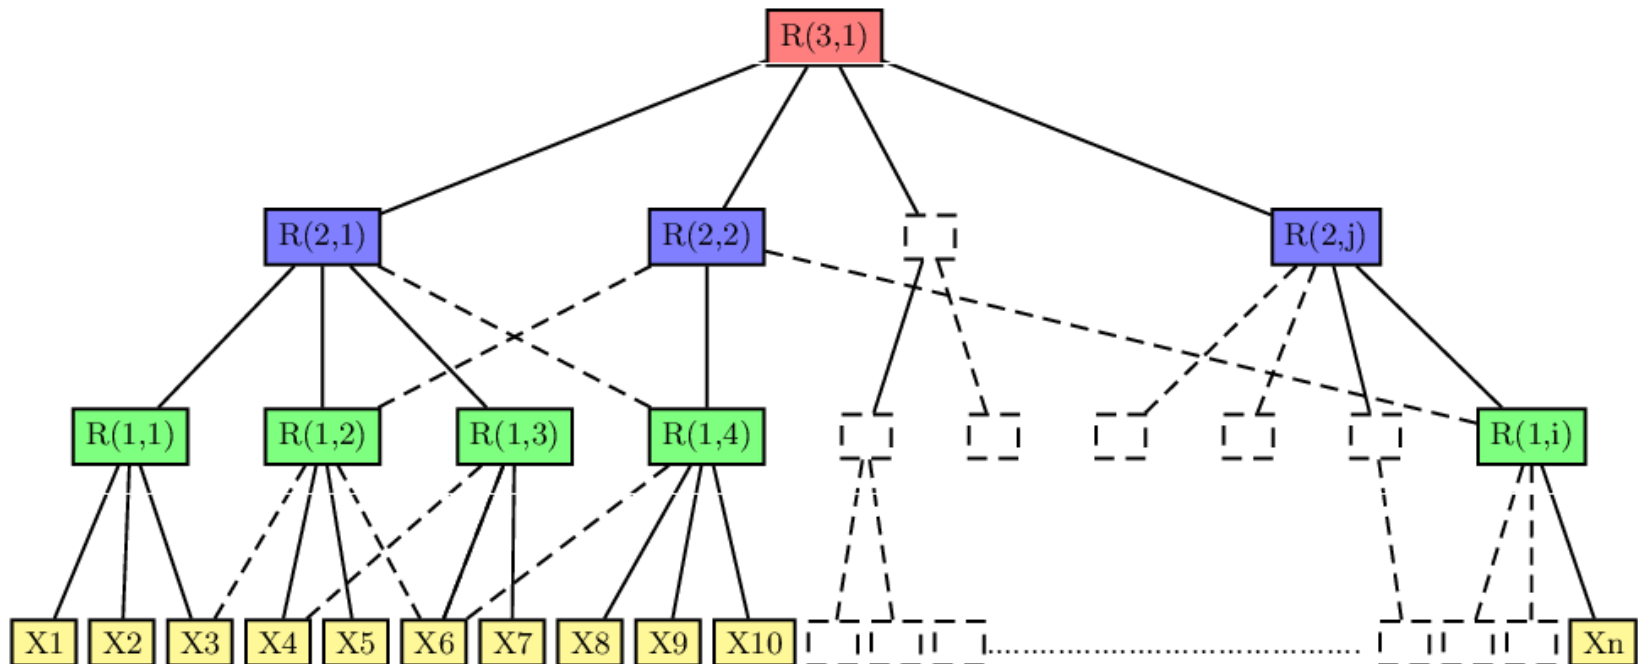 R(3,1)
R(2,1) R(2,2) R(2,j)
R(1,1) R(1,2) R(1,3) R(1,4) R(1,i)
X1 X2 X3 X4 X5 X6 X7 X8 X9 X10 Xn